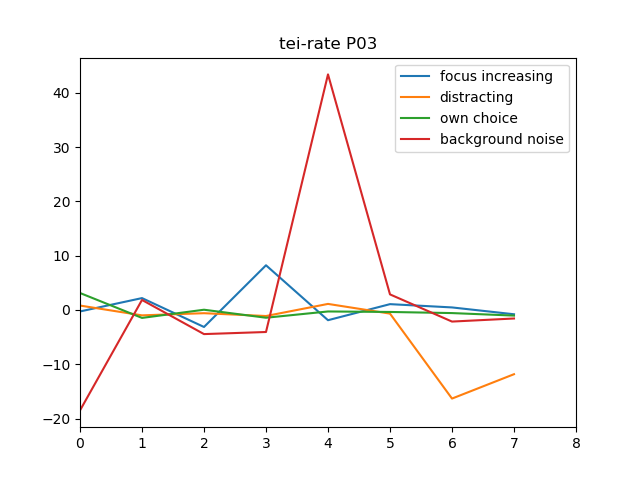 tei-rate P03
focus increasing
distracting
own choice
background noise
40
30
20
10
0
−10
−20
0 1 2 3 4 5 6 7 8